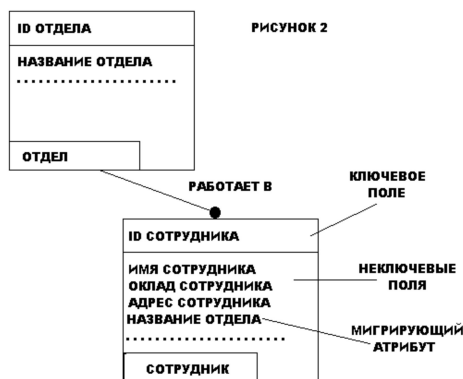 ID ОТДЕЛА
РИСУНОК 2
НАЗВАНИЕ ОТДЕЛА
ОТДЕЛ
РАБОТАЕТ В
КЛЮЧЕВОЕ
ПОЛЕ
ID СОТРУДНИКА
ИМЯ СОТРУДНИКА
ОКЛАД СОТРУДНИКА
АДРЕС СОТРУДНИКА
НАЗВАНИЕ ОТДЕЛА
НЕКЛЮЧЕВЫЕ
ПОЛЯ
МИГРИРУЮЩИЙ
АТРИБУТ
СОТРУДНИК